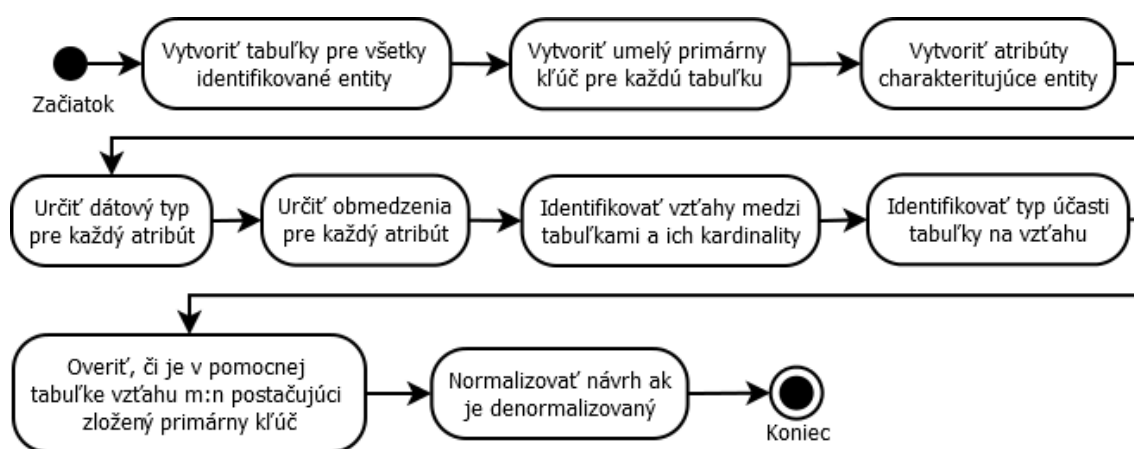 Vytvoriť tabuľky pre všetky
identifikované entity
Vytvoriť umelý primárny
kľúč pre každú tabuľku
Vytvoriť atribúty
charakteritujúce entity
Začiatok
Určiť dátový typ
pre každý atribút
Určiť obmedzenia
pre každý atribút
Identifikovať vzťahy medzi
tabuľkami a ich kardinality
Identifikovať typ účasti
tabuľky na vzťahu
Overiť, či je v pomocnej
tabuľke vzťahu m:n postačujúci
zložený primárny kľúč
Normalizovať návrh ak
je denormalizovaný
Koniec